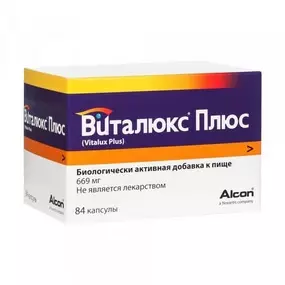 Виталюкс Плюс
(Vitalux Plus)
Биологически активная добавка к пище
669 мг
Не является лекарством
84 капсулы
Alcon
a Novartis company